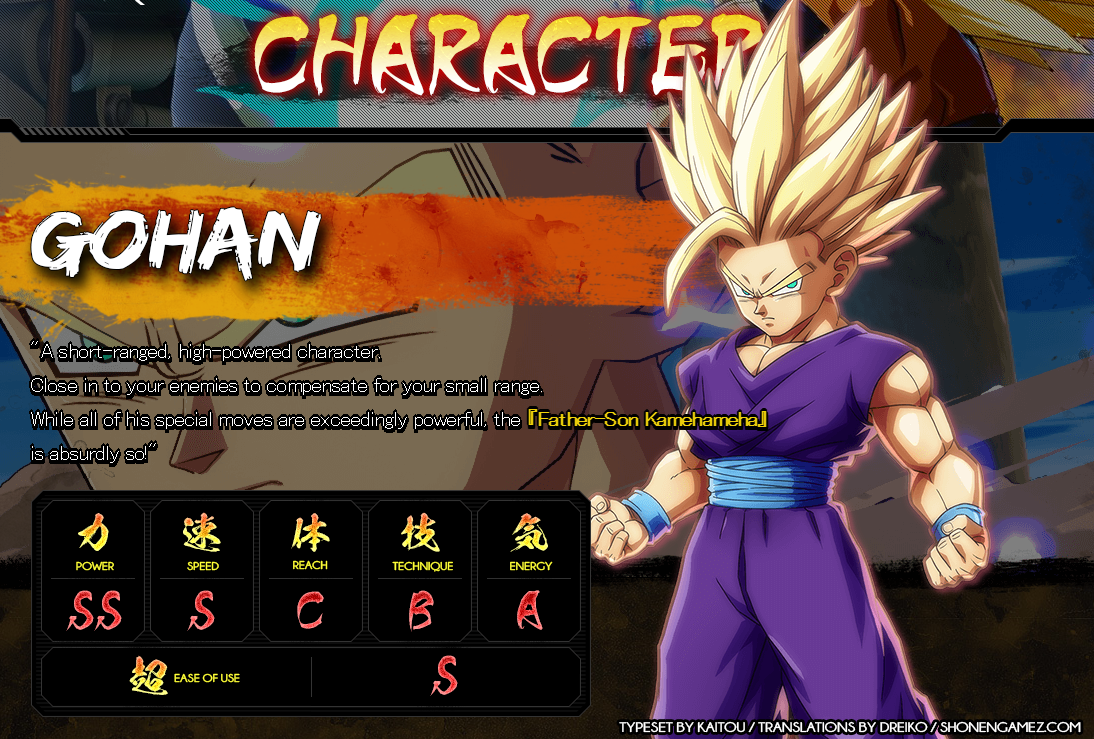 CHARACTER
GOHAN
"A short-ranged, high-powered character.
Close in to your enemies to compensate for your small range.
While all of his special moves are exceedingly powerful, the 『Father-Son Kamehameha』
is absurdly so!"
力 速 体 技 気
POWER SPEED REACH TECHNIQUE ENERGY
SS S C B A
超 EASE OF USE S
TYPESET BY KAITOU / TRANSLATIONS BY DREIKO / SHONENGAMEZ.COM